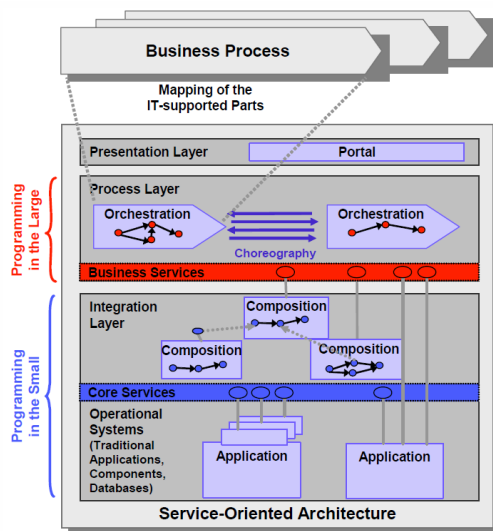 Business Process
Mapping of the
IT-supported Parts
Presentation Layer
Portal
Programming
in the Large
Process Layer
Orchestration
Choreography
Orchestration
Business Services
Programming
in the Small
Integration
Layer
Composition
Composition
Composition
Core Services
Operational
Systems
(Traditional
Applications,
Components,
Databases)
Application
Application
Service-Oriented Architecture